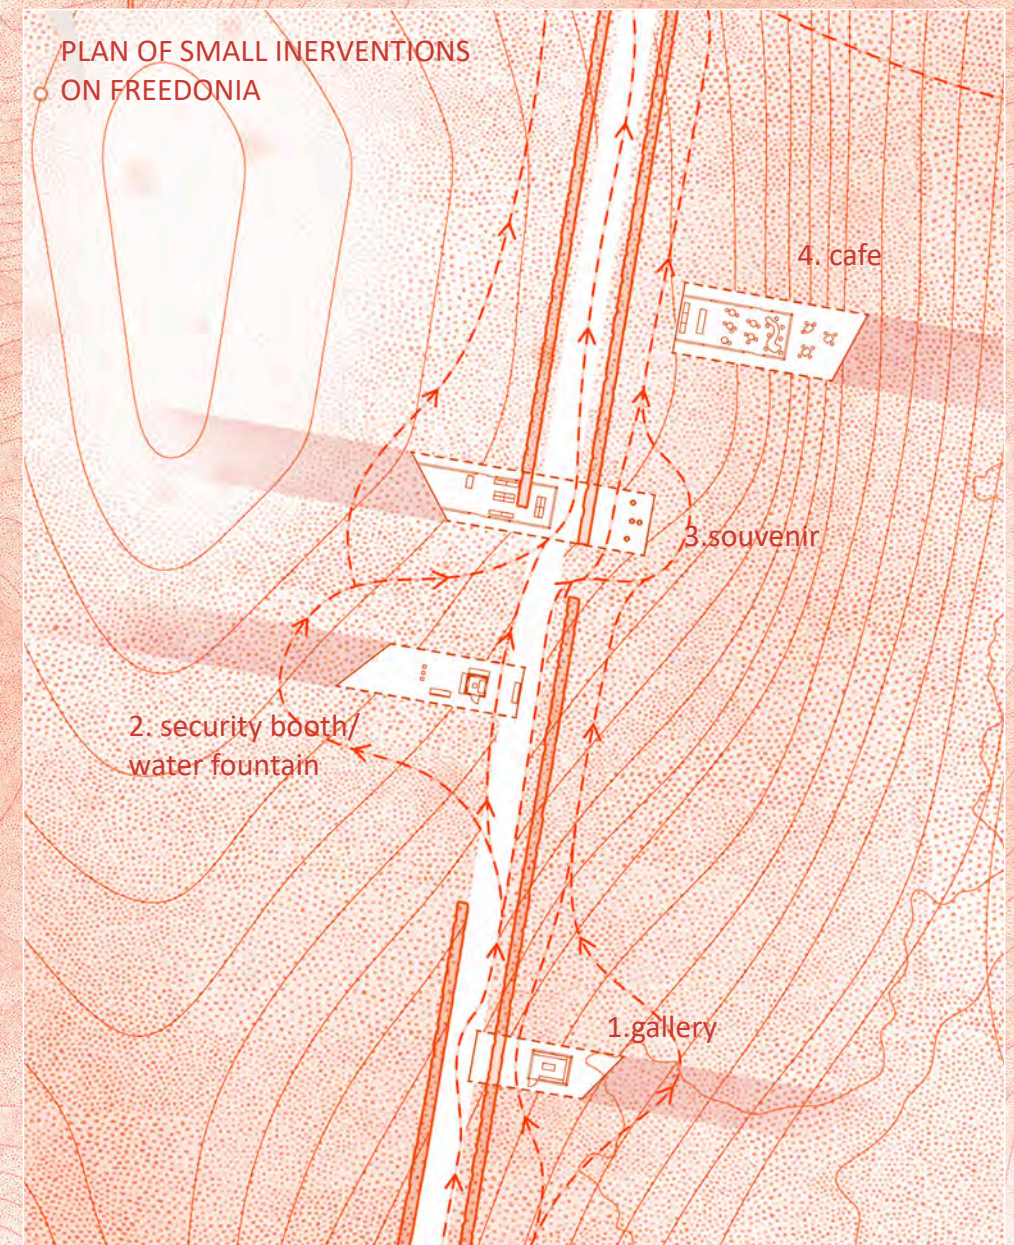 PLAN OF SMALL INERVENTIONS
ON FREEDONIA
4. cafe
3.souvenir
2. security booth/
water fountain
1.gallery